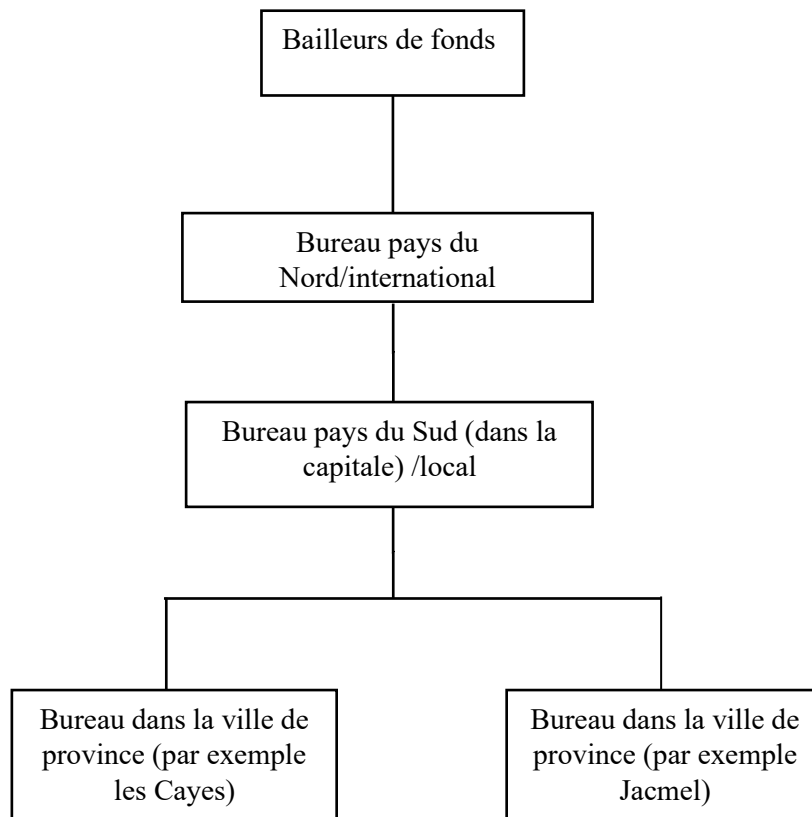 Bailleurs de fonds
Bureau pays du
Nord/international
Bureau pays du Sud (dans la
capitale) /local
Bureau dans la ville de
province (par exemple
les Cayes)
Bureau dans la ville de
province (par exemple
Jacmel)